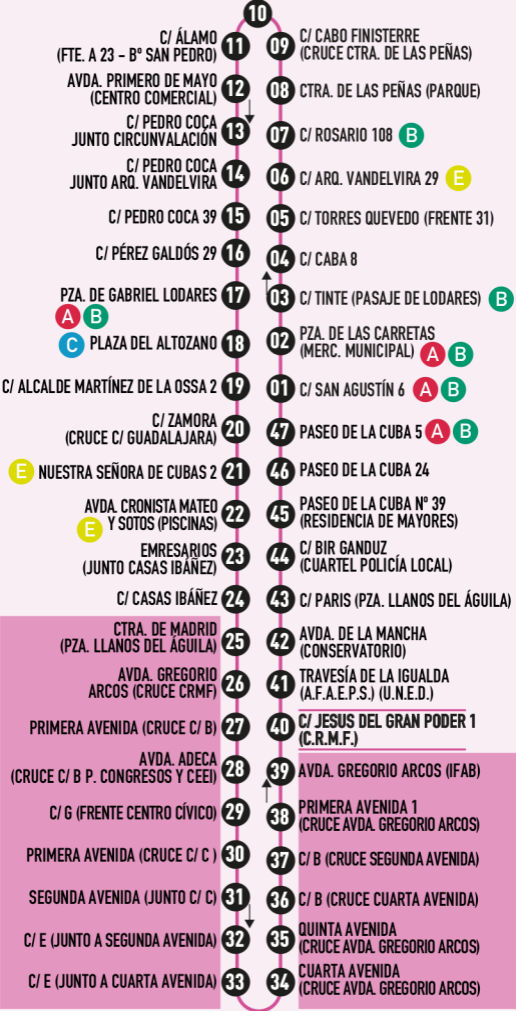 10
C/ ÁLAMO
(FTE. A 23 – Bº SAN PEDRO)
11
AVDA. PRIMERO DE MAYO
(CENTRO COMERCIAL)
12
C/ PEDRO COCA
JUNTO CIRCUNVALACIÓN
13
C/ PEDRO COCA
JUNTO ARQ. VANDELVIRA
14
C/ PEDRO COCA 39
15
C/ PÉREZ GALDÓS 29
16
PZA. DE GABRIEL LODARES
17
A B
C PLAZA DEL ALTOZANO
18
C/ ALCALDE MARTÍNEZ DE LA OSSA 2
19
C/ ZAMORA
(CRUCE C/ GUADALAJARA)
20
E NUESTRA SEÑORA DE CUBAS 2
21
AVDA. CRONISTA MATEO
E Y SOTOS (PISCINAS)
22
EMRESARIOS
(JUNTO CASAS IBÁÑEZ)
23
C/ CASAS IBÁÑEZ
24
CTRA. DE MADRID
(PZA. LLANOS DEL ÁGUILA)
25
AVDA. GREGORIO
ARCOS (CRUCE CRMF)
26
PRIMERA AVENIDA (CRUCE C/ B)
27
AVDA. ADECA
(CRUCE C/ B P. CONGRESOS Y CEEI)
28
C/ G (FRENTE CENTRO CÍVICO)
29
PRIMERA AVENIDA (CRUCE C/ C )
30
SEGUNDA AVENIDA (JUNTO C/ C)
31
C/ E (JUNTO A SEGUNDA AVENIDA)
32
C/ E (JUNTO A CUARTA AVENIDA)
33
09
C/ CABO FINISTERRE
(CRUCE CTRA. DE LAS PEÑAS)
08
CTRA. DE LAS PEÑAS (PARQUE)
07
C/ ROSARIO 108 B
06
C/ ARQ. VANDELVIRA 29 E
05
C/ TORRES QUEVEDO (FRENTE 31)
04
C/ CABA 8
03
C/ TINTE (PASAJE DE LODARES) B
02
PZA. DE LAS CARRETAS
(MERC. MUNICIPAL) A B
01
C/ SAN AGUSTÍN 6 A B
47
PASEO DE LA CUBA 5 A B
46
PASEO DE LA CUBA 24
45
PASEO DE LA CUBA Nº 39
(RESIDENCIA DE MAYORES)
44
C/ BIR GANDUZ
(CUARTEL POLICÍA LOCAL)
43
C/ PARIS (PZA. LLANOS DEL ÁGUILA)
42
AVDA. DE LA MANCHA
(CONSERVATORIO)
41
TRAVESÍA DE LA IGUALDA
(A.F.A.E.P.S.) (U.N.E.D.)
40
C/ JESUS DEL GRAN PODER 1
(C.R.M.F.)
39
AVDA. GREGORIO ARCOS (IFAB)
38
PRIMERA AVENIDA 1
(CRUCE AVDA. GREGORIO ARCOS)
37
C/ B (CRUCE SEGUNDA AVENIDA)
36
C/ B (CRUCE CUARTA AVENIDA)
35
QUINTA AVENIDA
(CRUCE AVDA. GREGORIO ARCOS)
34
CUARTA AVENIDA
(CRUCE AVDA. GREGORIO ARCOS)